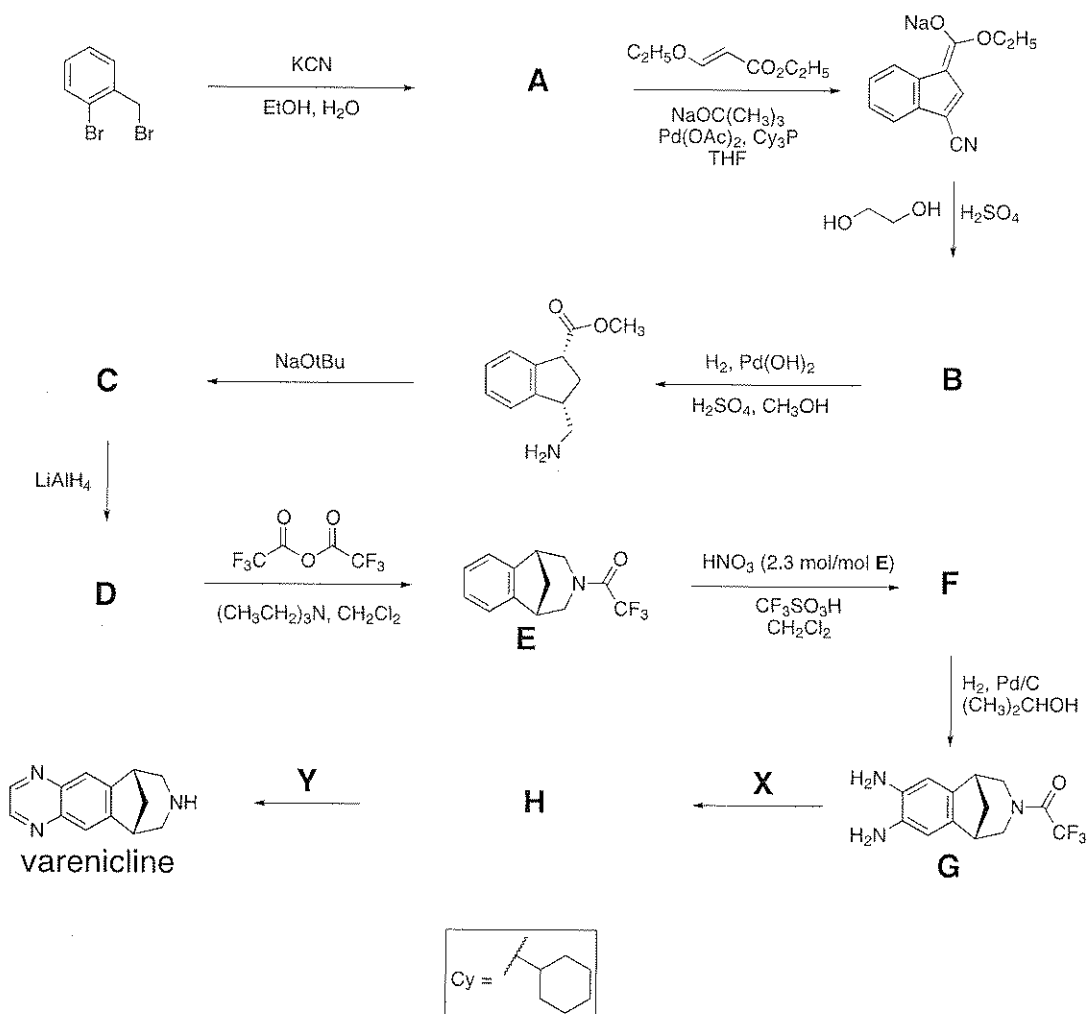 KCN
EtOH, H₂O
Br
Br
A
C₂H₅O
CO₂C₂H₅
NaOC(CH₃)₃
Pd(OAc)₂, Cy₃P
THF
NaO
OC₂H₅
CN
HO
OH
H₂SO₄
B
H₂, Pd(OH)₂
H₂SO₄, CH₃OH
O
OCH₃
H₂N
NaOtBu
C
LiAlH₄
D
O O
F₃C O CF₃
(CH₃CH₂)₃N, CH₂Cl₂
O
N
CF₃
E
HNO₃ (2.3 mol/mol E)
CF₃SO₃H
CH₂Cl₂
F
H₂, Pd/C
(CH₃)₂CHOH
H₂N
H₂N
O
N
CF₃
G
X
H
Y
N
N
NH
varenicline
Cy =